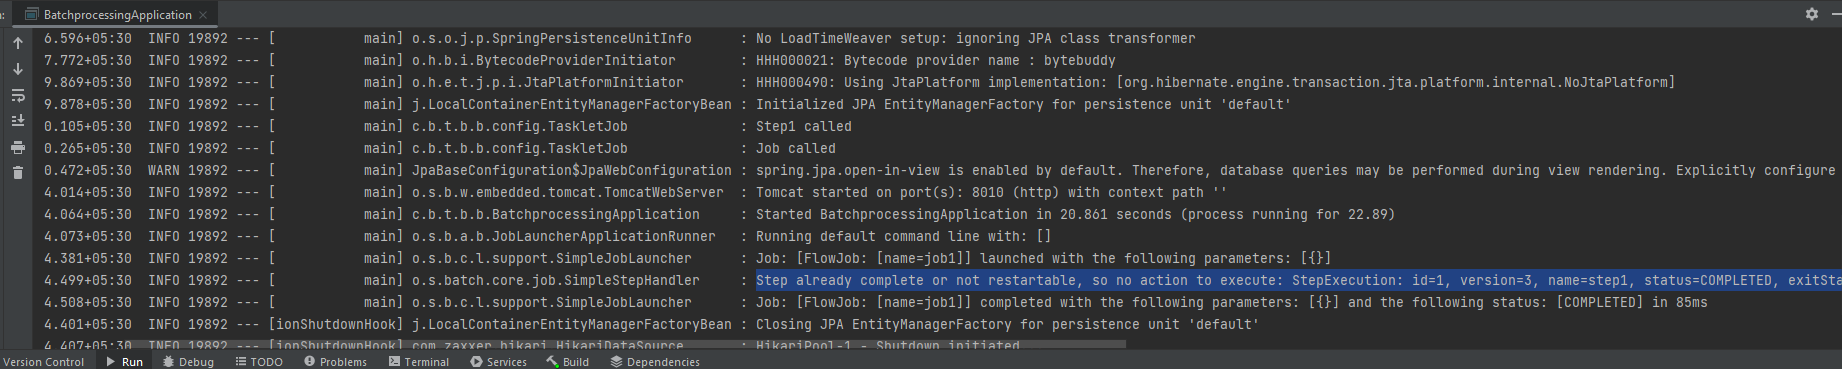 n:
BatchprocessingApplication
6.596+05:30  INFO 19892 --- [           main] o.s.o.j.p.SpringPersistenceUnitInfo      : No LoadTimeWeaver setup: ignoring JPA class transformer
7.772+05:30  INFO 19892 --- [           main] o.h.b.i.BytecodeProviderInitiator        : HHH000021: Bytecode provider name : bytebuddy
9.869+05:30  INFO 19892 --- [           main] o.h.e.t.j.p.i.JtaPlatformInitiator       : HHH000490: Using JtaPlatform implementation: [org.hibernate.engine.transaction.jta.platform.internal.NoJtaPlatform]
9.878+05:30  INFO 19892 --- [           main] j.LocalContainerEntityManagerFactoryBean : Initialized JPA EntityManagerFactory for persistence unit 'default'
0.105+05:30  INFO 19892 --- [           main] c.b.t.b.b.config.TaskletJob              : Step1 called
0.265+05:30  INFO 19892 --- [           main] c.b.t.b.b.config.TaskletJob              : Job called
0.472+05:30  WARN 19892 --- [           main] JpaBaseConfiguration$JpaWebConfiguration : spring.jpa.open-in-view is enabled by default. Therefore, database queries may be performed during view rendering. Explicitly configure
4.014+05:30  INFO 19892 --- [           main] o.s.b.w.embedded.tomcat.TomcatWebServer  : Tomcat started on port(s): 8010 (http) with context path ''
4.064+05:30  INFO 19892 --- [           main] c.b.t.b.b.BatchprocessingApplication     : Started BatchprocessingApplication in 20.861 seconds (process running for 22.89)
4.073+05:30  INFO 19892 --- [           main] o.s.b.a.b.JobLauncherApplicationRunner   : Running default command line with: []
4.381+05:30  INFO 19892 --- [           main] o.s.b.c.l.support.SimpleJobLauncher      : Job: [FlowJob: [name=job1]] launched with the following parameters: [{}]
4.499+05:30  INFO 19892 --- [           main] o.s.batch.core.job.SimpleStepHandler     : Step already complete or not restartable, so no action to execute: StepExecution: id=1, version=3, name=step1, status=COMPLETED, exitSta
4.508+05:30  INFO 19892 --- [           main] o.s.b.c.l.support.SimpleJobLauncher      : Job: [FlowJob: [name=job1]] completed with the following parameters: [{}] and the following status: [COMPLETED] in 85ms
4.401+05:30  INFO 19892 --- [ionShutdownHook] j.LocalContainerEntityManagerFactoryBean : Closing JPA EntityManagerFactory for persistence unit 'default'
4.407+05:30  INFO 19892 --- [ionShutdownHook] com.zaxxer.hikari.HikariDataSource       : HikariPool-1 - Shutdown initiated
Version Control  Run  Debug  TODO  Problems  Terminal  Services  Build  Dependencies